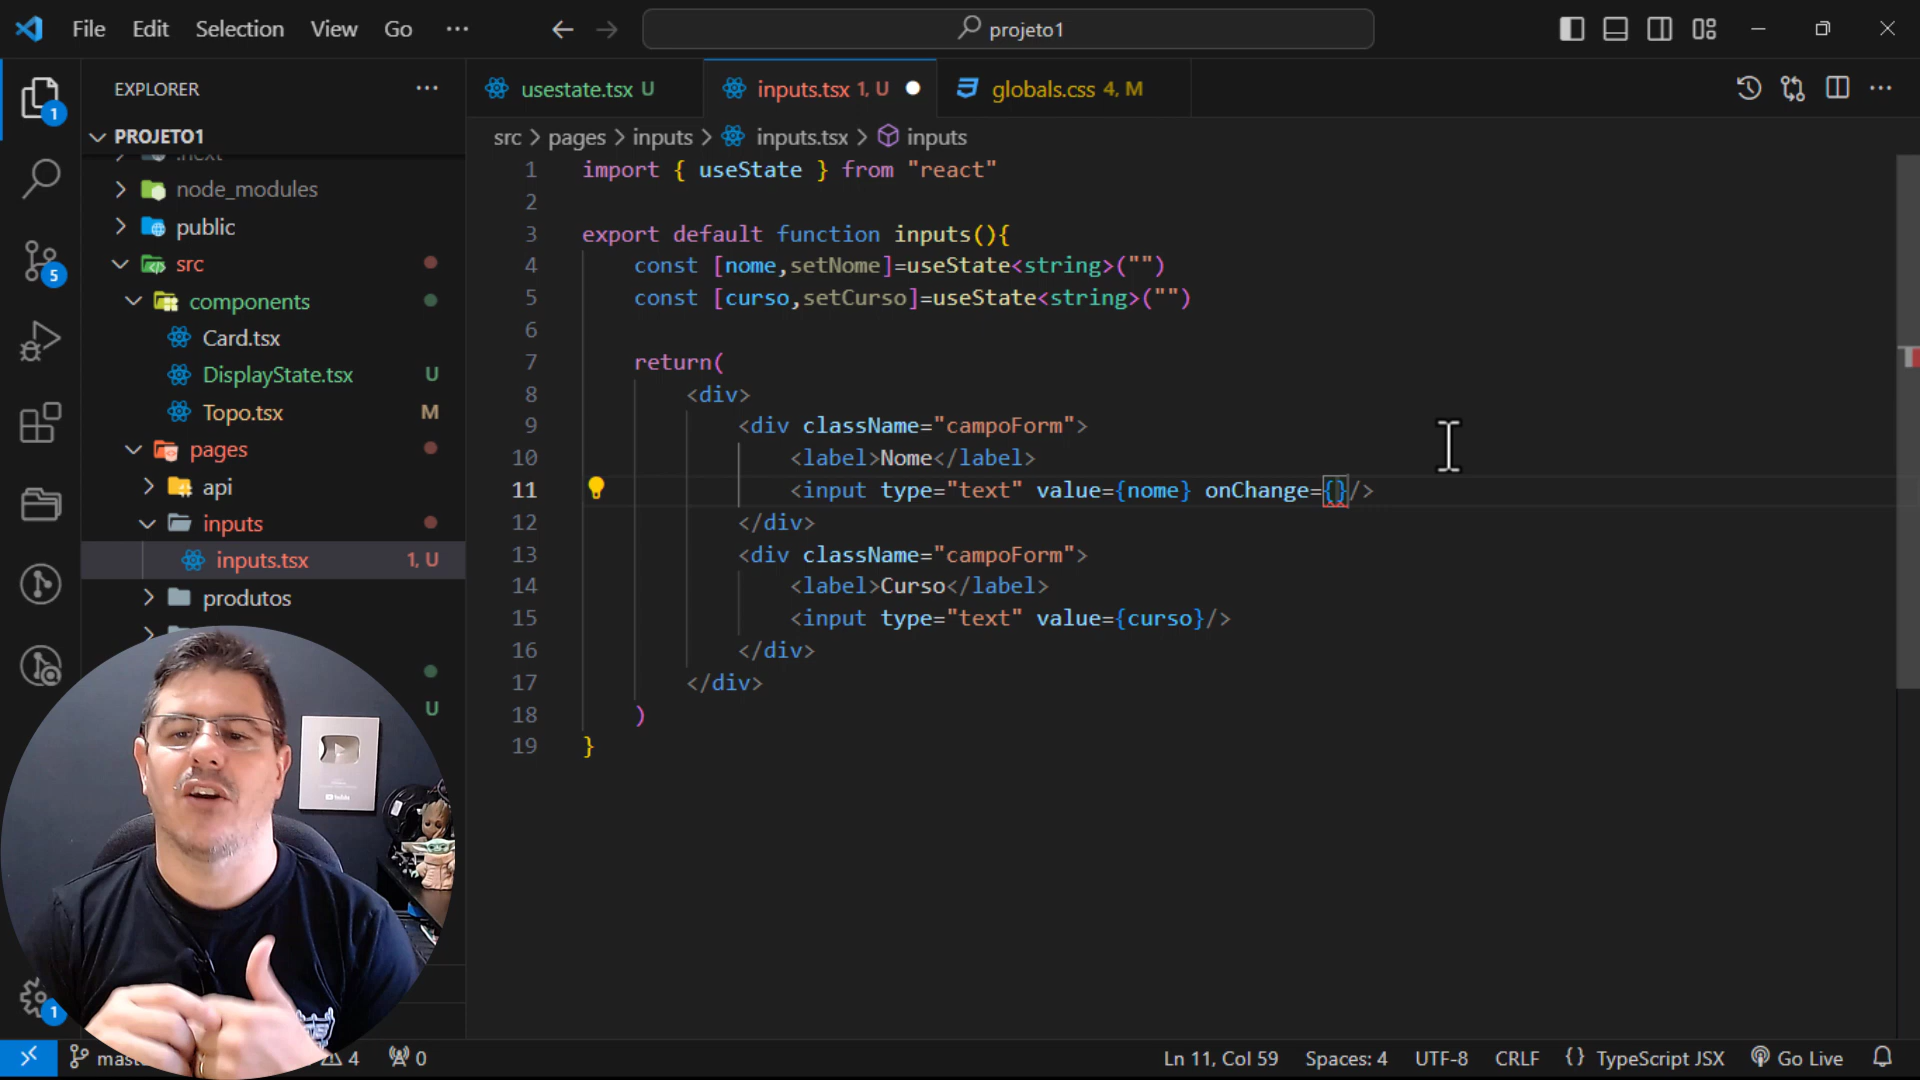 File Edit Selection View Go ···
projeto1
EXPLORER
PROJETO1
.next
node_modules
public
src
components
Card.tsx
DisplayState.tsx U
Topo.tsx M
pages
api
inputs
inputs.tsx 1, U
produtos
U
1
5
1
usestate.tsx U
inputs.tsx 1, U
globals.css 4, M
src > pages > inputs > inputs.tsx > inputs
1 import { useState } from "react"
2
3 export default function inputs(){
4 const [nome,setNome]=useState<string>("")
5 const [curso,setCurso]=useState<string>("")
6
7 return(
8 <div>
9 <div className="campoForm">
10 <label>Nome</label>
11 <input type="text" value={nome} onChange={}/>
12 </div>
13 <div className="campoForm">
14 <label>Curso</label>
15 <input type="text" value={curso}/>
16 </div>
17 </div>
18 )
19 }
4 0
Ln 11, Col 59 Spaces: 4 UTF-8 CRLF {} TypeScript JSX Go Live